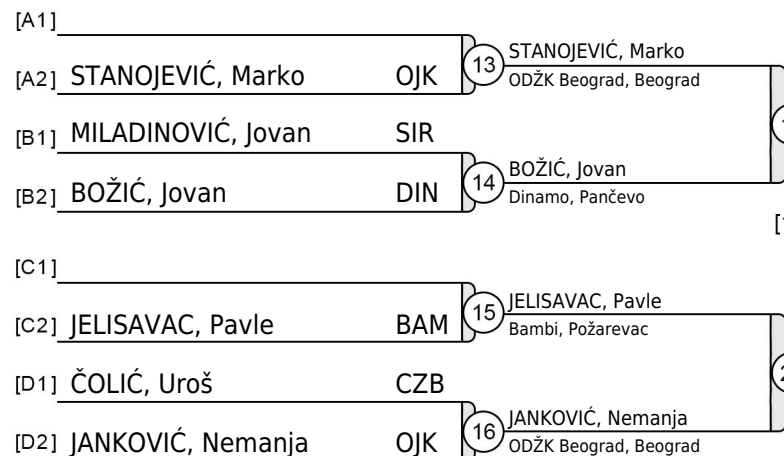 [A1]
[A2] STANOJEVIĆ, Marko OJK
13
STANOJEVIĆ, Marko
ODŽK Beograd, Beograd
[B1] MILADINOVIĆ, Jovan SIR
[B2] BOŽIĆ, Jovan DIN
14
BOŽIĆ, Jovan
Dinamo, Pančevo
[C1]
[C2] JELISAVAC, Pavle BAM
15
JELISAVAC, Pavle
Bambi, Požarevac
[D1] ČOLIĆ, Uroš CZB
[D2] JANKOVIĆ, Nemanja OJK
16
JANKOVIĆ, Nemanja
ODŽK Beograd, Beograd